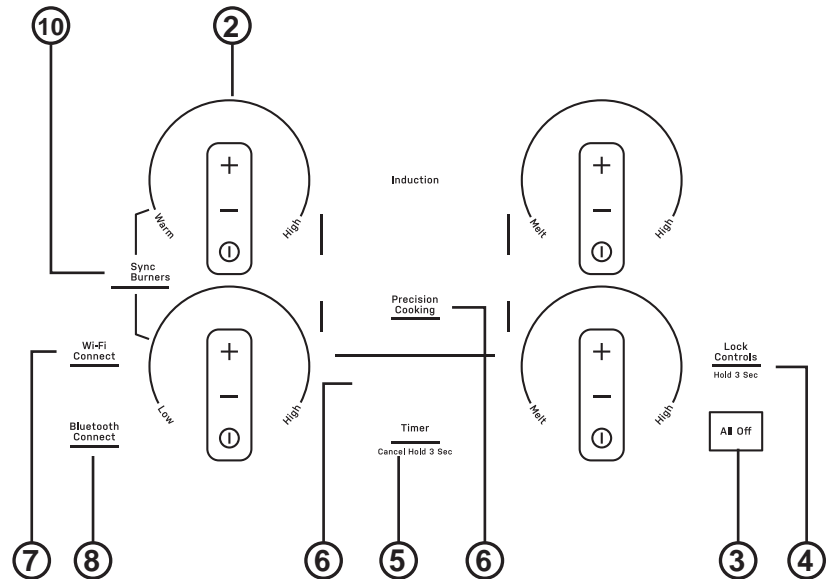 10
2
+
−
Warm
High
Induction
+
−
Melt
High
Sync
Burners
Precision
Cooking
Wi-Fi
Connect
+
−
Low
High
+
−
Melt
High
Lock
Controls
Hold 3 Sec
Bluetooth
Connect
Timer
Cancel Hold 3 Sec
All Off
7
8
6
5
6
3
4